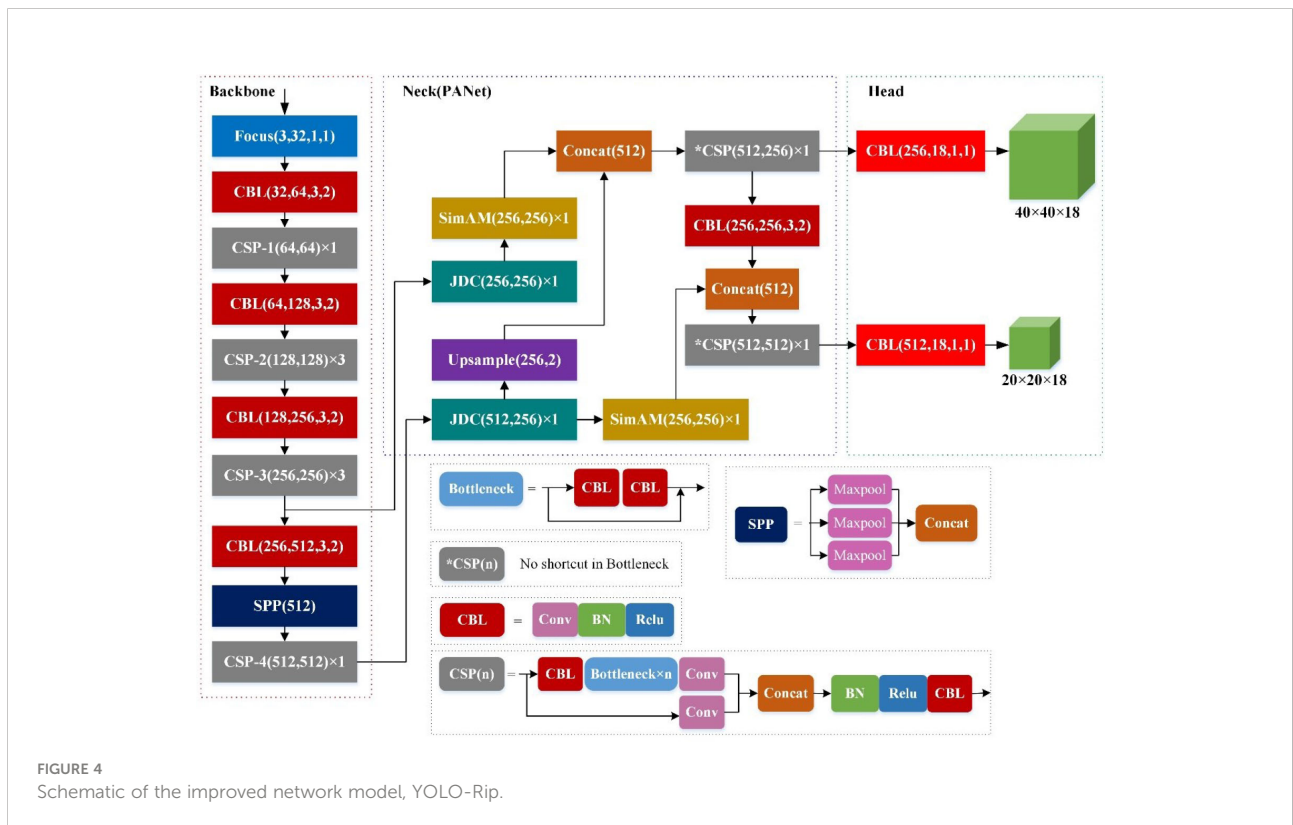 Backbone
Focus(3,32,1,1)
CBL(32,64,3,2)
CSP-1(64,64)×1
CBL(64,128,3,2)
CSP-2(128,128)×3
CBL(128,256,3,2)
CSP-3(256,256)×3
CBL(256,512,3,2)
SPP(512)
CSP-4(512,512)×1
Neck(PANet)
Concat(512)
*CSP(512,256)×1
SimAM(256,256)×1
CBL(256,256,3,2)
JDC(256,256)×1
Concat(512)
Upsample(256,2)
*CSP(512,512)×1
JDC(512,256)×1
SimAM(256,256)×1
Head
CBL(256,18,1,1)
40×40×18
CBL(512,18,1,1)
20×20×18
Bottleneck = CBL CBL
*CSP(n) No shortcut in Bottleneck
CBL = Conv BN Relu
SPP = Maxpool Maxpool Maxpool Concat
CSP(n) = CBL Bottleneck×n Conv Conv Concat BN Relu CBL
FIGURE 4
Schematic of the improved network model, YOLO-Rip.